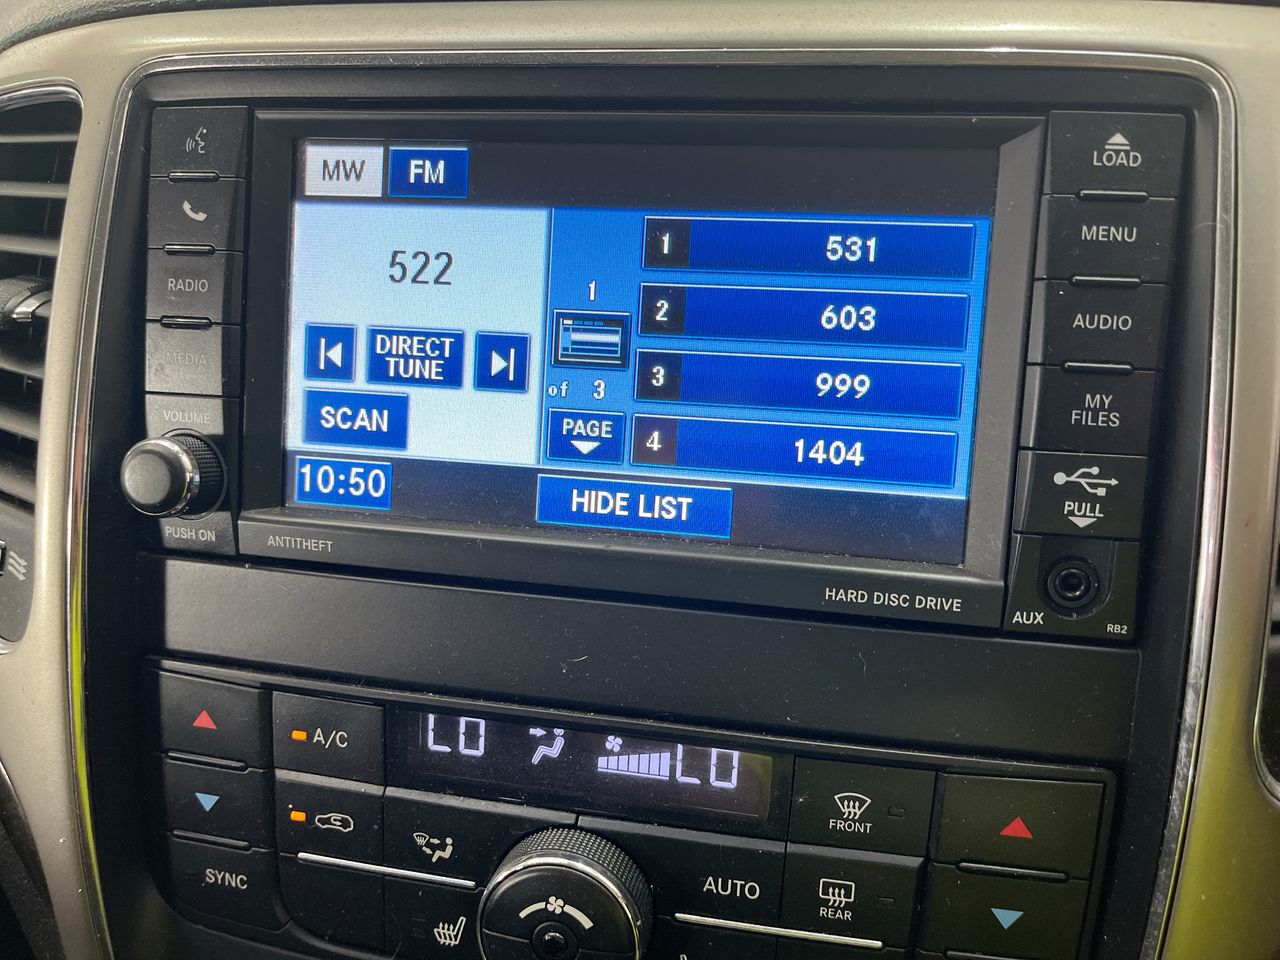 MW
FM
LOAD
MENU
RADIO
522
1
531
AUDIO
MEDIA
DIRECT
TUNE
1
of 3
2
603
3
999
MY
FILES
VOLUME
SCAN
PAGE
4
1404
10:50
HIDE LIST
PULL
PUSH ON
ANTITHEFT
HARD DISC DRIVE
AUX
RB2
A/C
LO
LO
FRONT
SYNC
AUTO
REAR